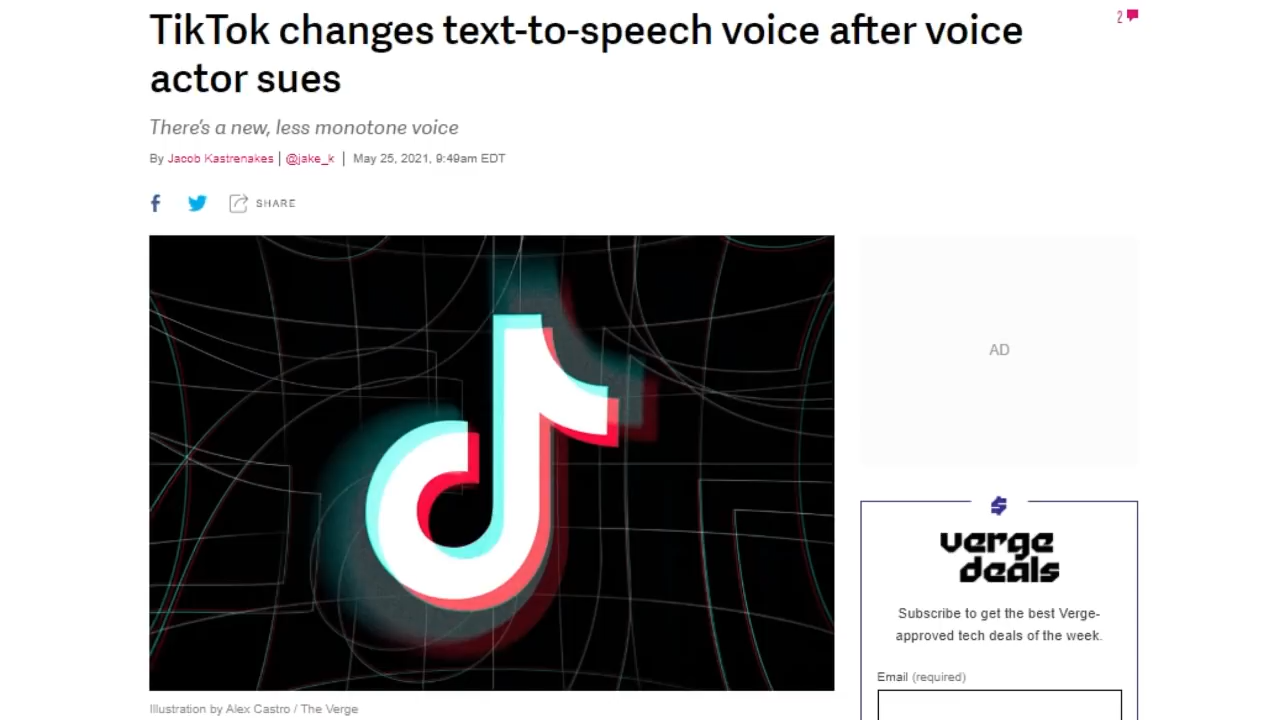 TikTok changes text-to-speech voice after voice
actor sues
2
There's a new, less monotone voice
By Jacob Kastrenakes | @jake_k | May 25, 2021, 9:49am EDT
SHARE
AD
verge
deals
Subscribe to get the best Verge-
approved tech deals of the week.
Email (required)
Illustration by Alex Castro / The Verge